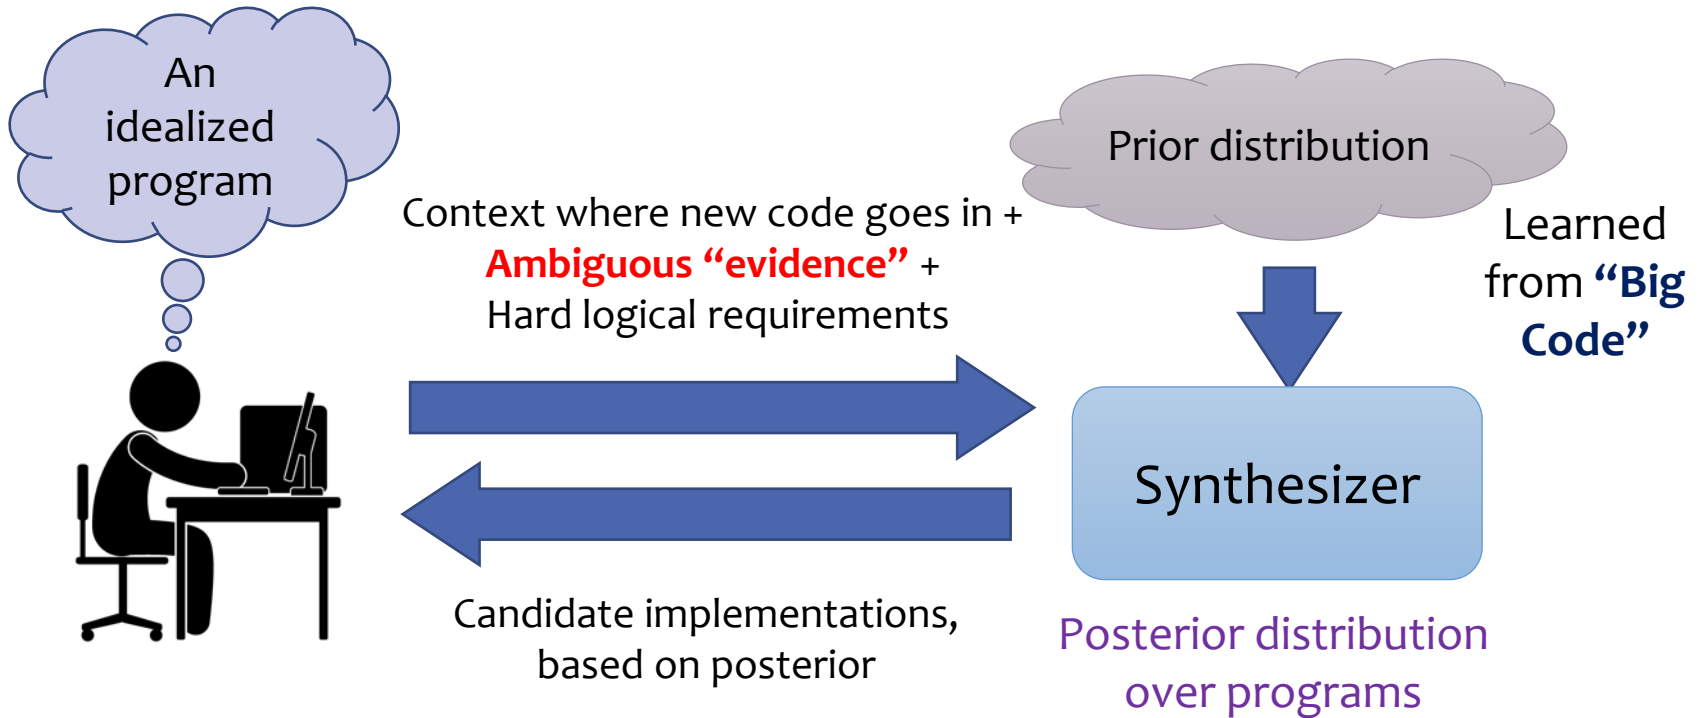 An
idealized
program
Context where new code goes in +
Ambiguous “evidence” +
Hard logical requirements
Prior distribution
Learned
from “Big
Code”
Synthesizer
Candidate implementations,
based on posterior
Posterior distribution
over programs